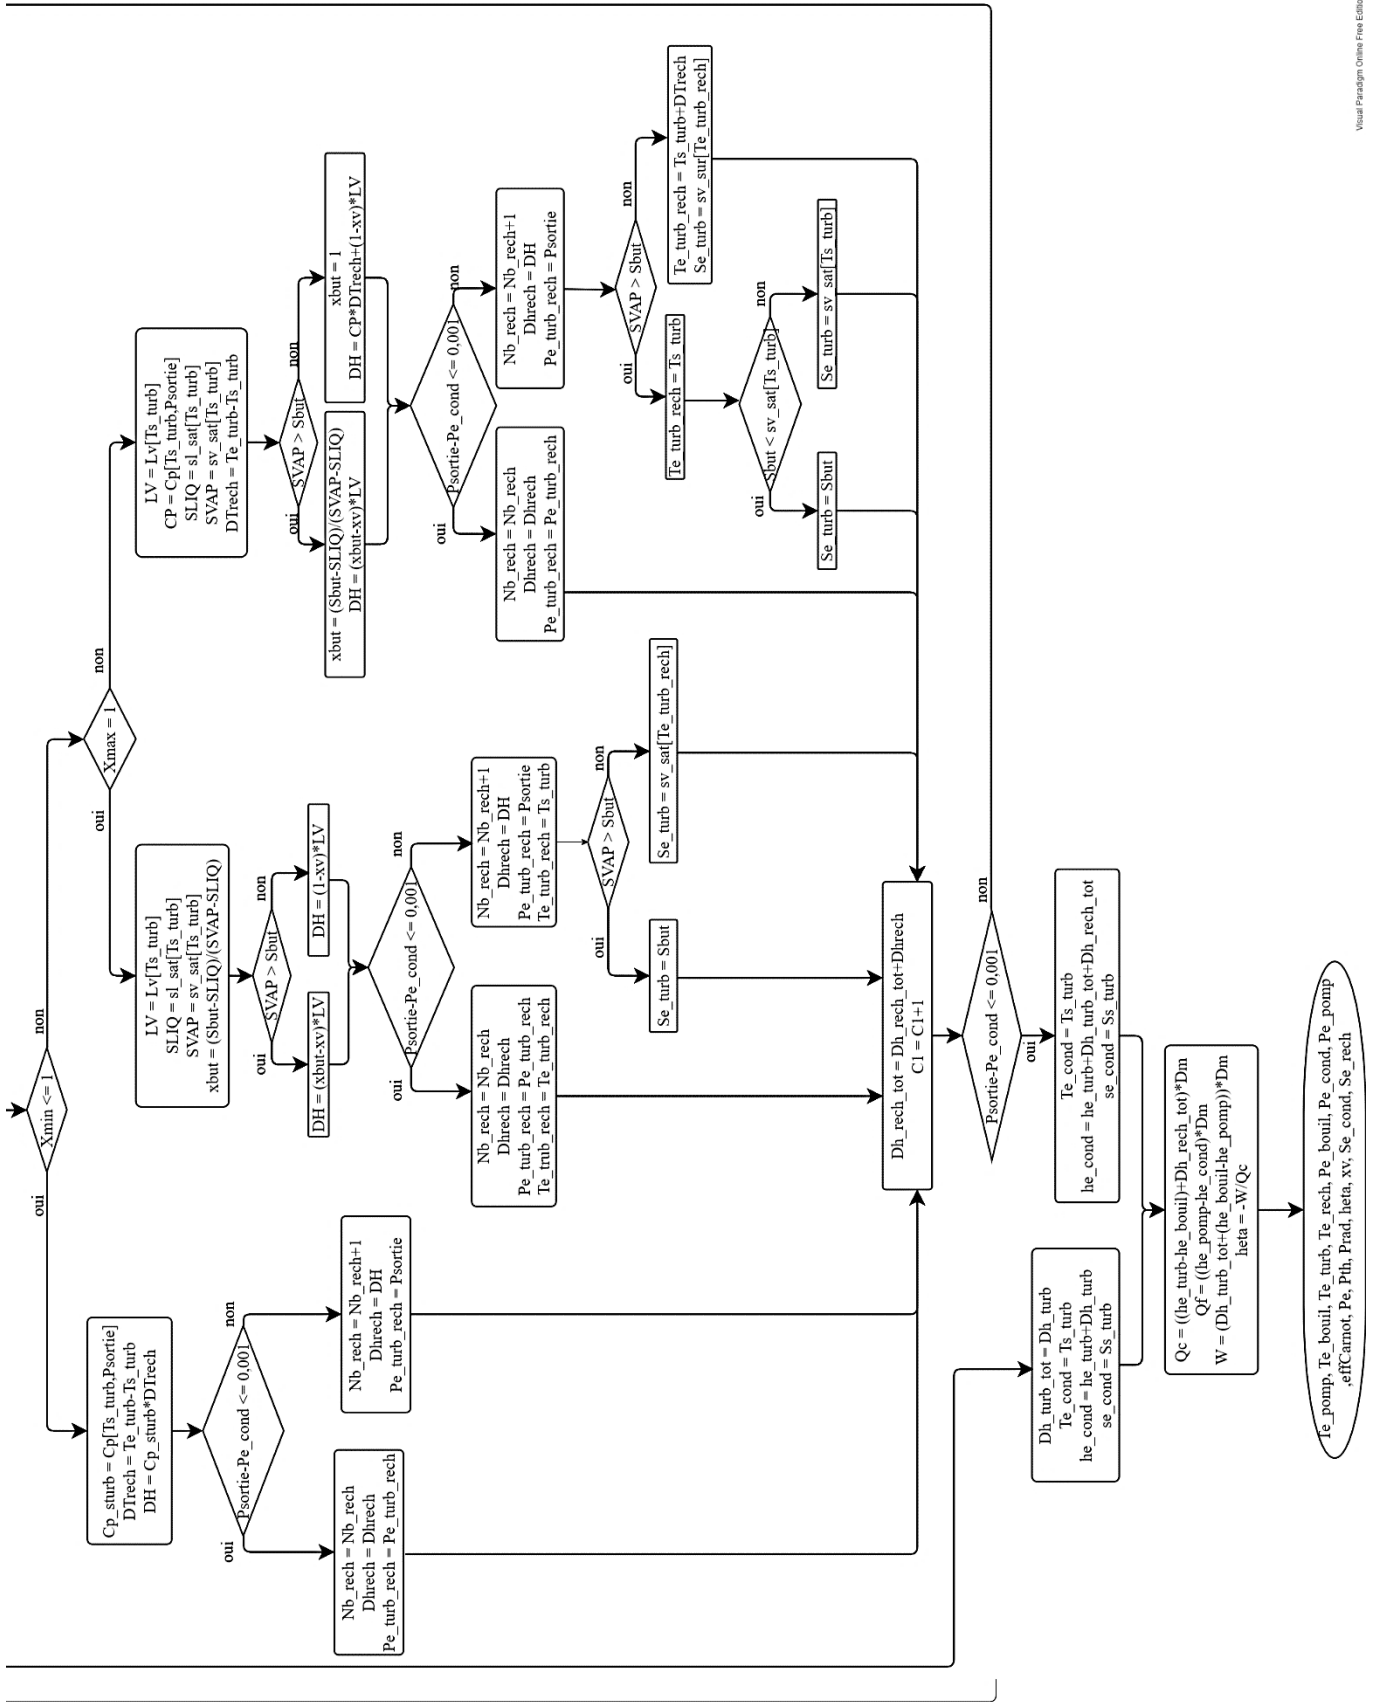 Xmin <= 1
oui
non
Cp_sturb = Cp[Ts_turb,Psortie]
DTrech = Te_turb-Ts_turb
DH = Cp_sturb*DTrech
Psortie-Pe_cond <= 0,001
oui
non
Nb_rech = Nb_rech
Dhrech = Dhrech
Pe_turb_rech = Pe_turb_rech
Nb_rech = Nb_rech+1
Dhrech = DH
Pe_turb_rech = Psortie
Xmax = 1
oui
non
LV = Lv[Ts_turb]
SLIQ = sl_sat[Ts_turb]
SVAP = sv_sat[Ts_turb]
xbut = (Sbut-SLIQ)/(SVAP-SLIQ)
SVAP > Sbut
oui
non
DH = (xbut-xv)*LV
DH = (1-xv)*LV
Psortie-Pe_cond <= 0,001
oui
non
Nb_rech = Nb_rech
Dhrech = Dhrech
Pe_turb_rech = Pe_turb_rech
Te_trub_rech = Te_turb_rech
Nb_rech = Nb_rech+1
Dhrech = DH
Pe_turb_rech = Psortie
Te_turb_rech = Ts_turb
SVAP > Sbut
oui
non
Se_turb = Sbut
Se_turb = sv_sat[Te_turb_rech]
LV = Lv[Ts_turb]
CP = Cp[Ts_turb,Psortie]
SLIQ = sl_sat[Ts_turb]
SVAP = sv_sat[Ts_turb]
DTrech = Te_turb-Ts_turb
SVAP > Sbut
oui
non
xbut = (Sbut-SLIQ)/(SVAP-SLIQ)
DH = (xbut-xv)*LV
xbut = 1
DH = CP*DTrech+(1-xv)*LV
Psortie-Pe_cond <= 0,001
oui
non
Nb_rech = Nb_rech
Dhrech = Dhrech
Pe_turb_rech = Pe_turb_rech
Nb_rech = Nb_rech+1
Dhrech = DH
Pe_turb_rech = Psortie
SVAP > Sbut
oui
non
Te_turb_rech = Ts_turb
Te_turb_rech = Ts_turb+DTrech
Se_turb = sv_sur[Te_turb_rech]
Sbut < sv_sat[Ts_turb]
oui
non
Se_turb = Sbut
Se_turb = sv_sat[Ts_turb]
Dh_rech_tot = Dh_rech_tot+Dhrech
C1 = C1+1
Psortie-Pe_cond <= 0,001
oui
non
Dh_turb_tot = Dh_turb
Te_cond = Ts_turb
he_cond = he_turb+Dh_turb
se_cond = Ss_turb
Te_cond = Ts_turb
he_cond = he_turb+Dh_turb_tot+Dh_rech_tot
se_cond = Ss_turb
Qc = ((he_turb-he_bouil)+Dh_rech_tot)*Dm
Qf = ((he_pomp-he_cond)*Dm
W = (Dh_turb_tot+(he_bouil-he_pomp))*Dm
heta = -W/Qc
Te_pomp, Te_bouil, Te_turb, Te_rech, Pe_bouil, Pe_cond, Pe_pomp
,effCarnot, Pe, Pth, Prad, heta, xv, Se_cond,*Se_rech
Visual Paradigm Online Free Editio